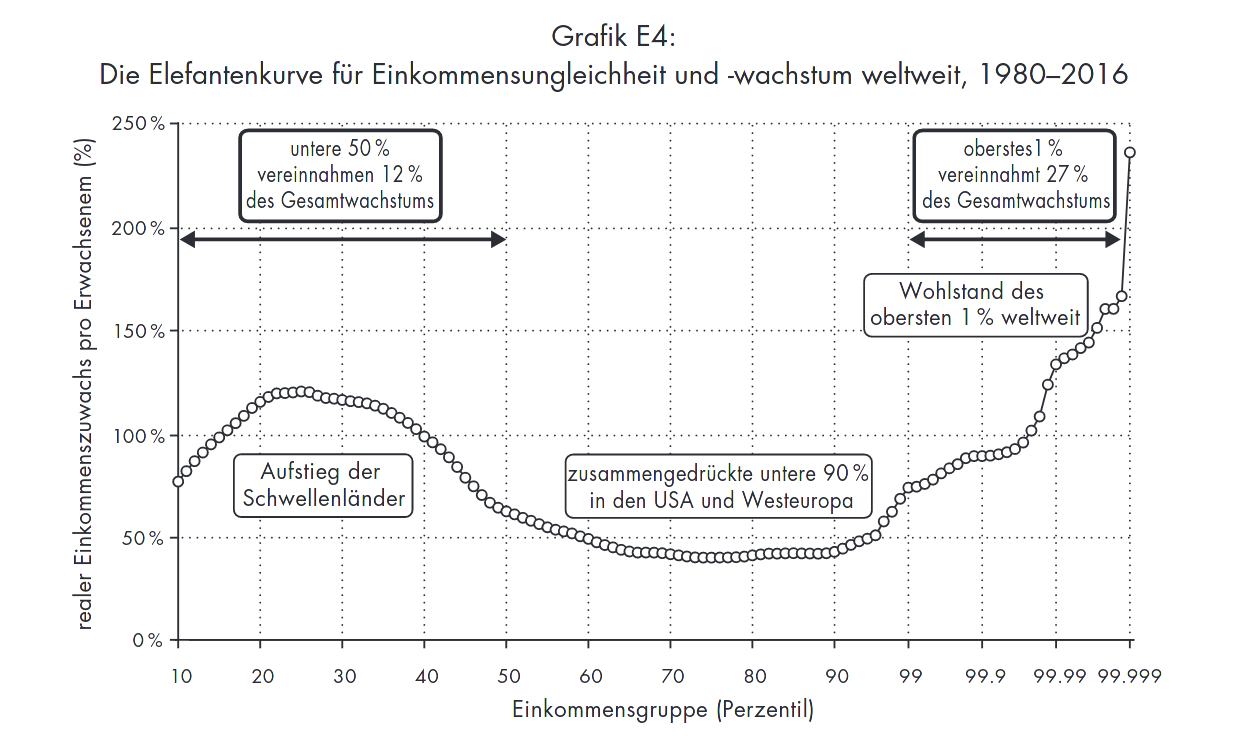 Grafik E4:
Die Elefantenkurve für Einkommensungleichheit und -wachstum weltweit, 1980–2016
realer Einkommenszuwachs pro Erwachsenem (%)
250 %
200 %
150 %
100 %
50 %
0 %
untere 50 %
vereinnahmen 12 %
des Gesamtwachstums
oberstes1 %
vereinnahmt 27 %
des Gesamtwachstums
Wohlstand des
obersten 1 % weltweit
Aufstieg der
Schwellenländer
zusammengedrückte untere 90 %
in den USA und Westeuropa
10 20 30 40 50 60 70 80 90 99 99.9 99.99 99.999
Einkommensgruppe (Perzentil)